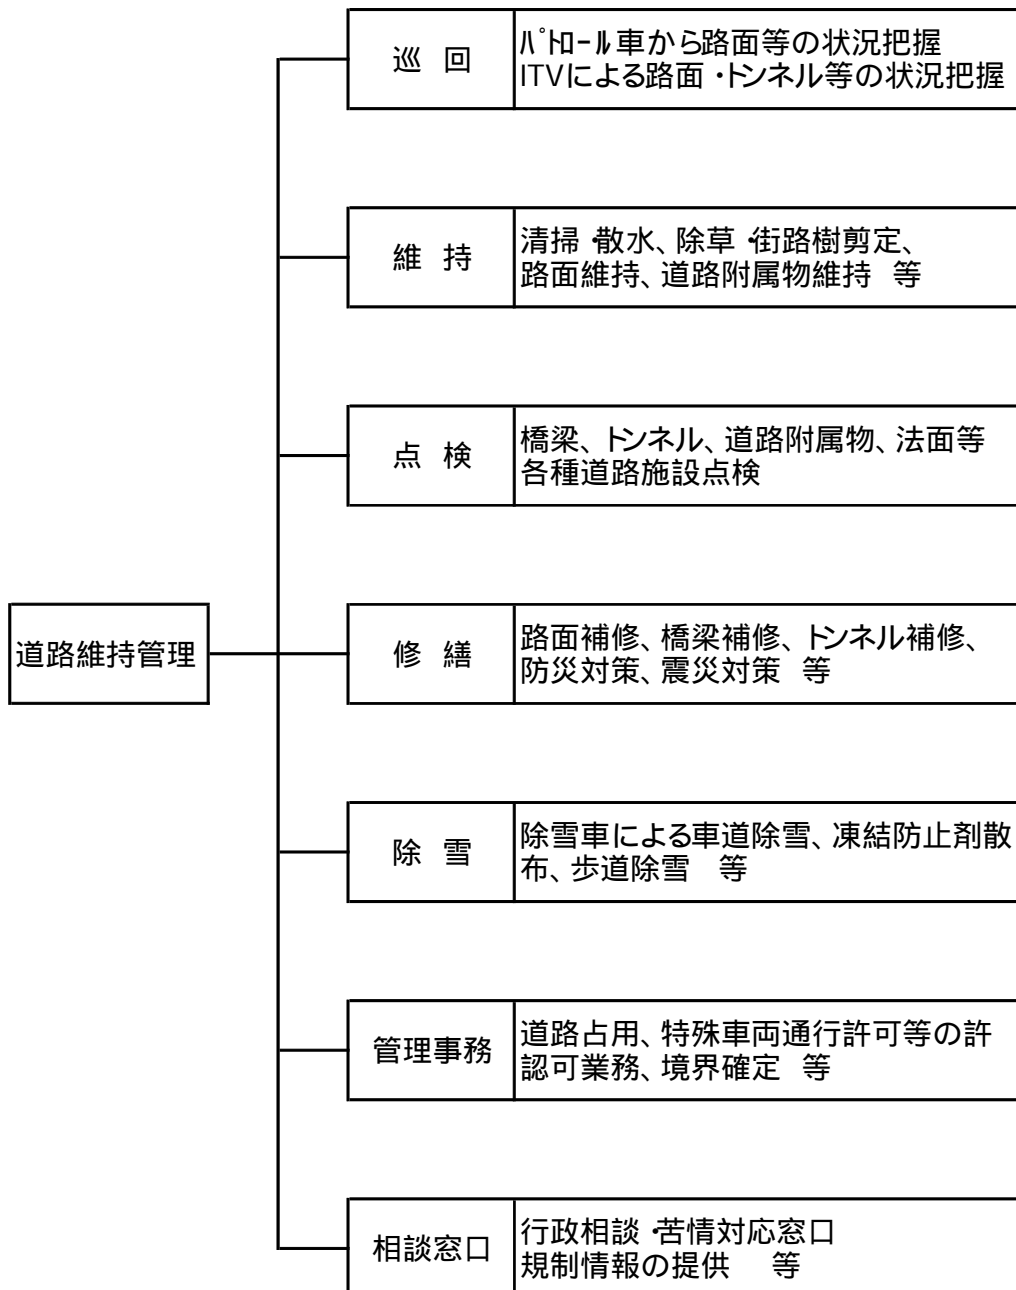 巡 回
ﾊﾟﾄﾛｰﾙ車から路面等の状況把握
ITVによる路面・トンネル等の状況把握
維 持
清掃・散水、除草・街路樹剪定、
路面維持、道路附属物維持 等
点 検
橋梁、トンネル、道路附属物、法面等
各種道路施設点検
道路維持管理
修 繕
路面補修、橋梁補修、トンネル補修、
防災対策、震災対策 等
除 雪
除雪車による車道除雪、凍結防止剤散
布、歩道除雪 等
管理事務
道路占用、特殊車両通行許可等の許
認可業務、境界確定 等
相談窓口
行政相談・苦情対応窓口
規制情報の提供 等